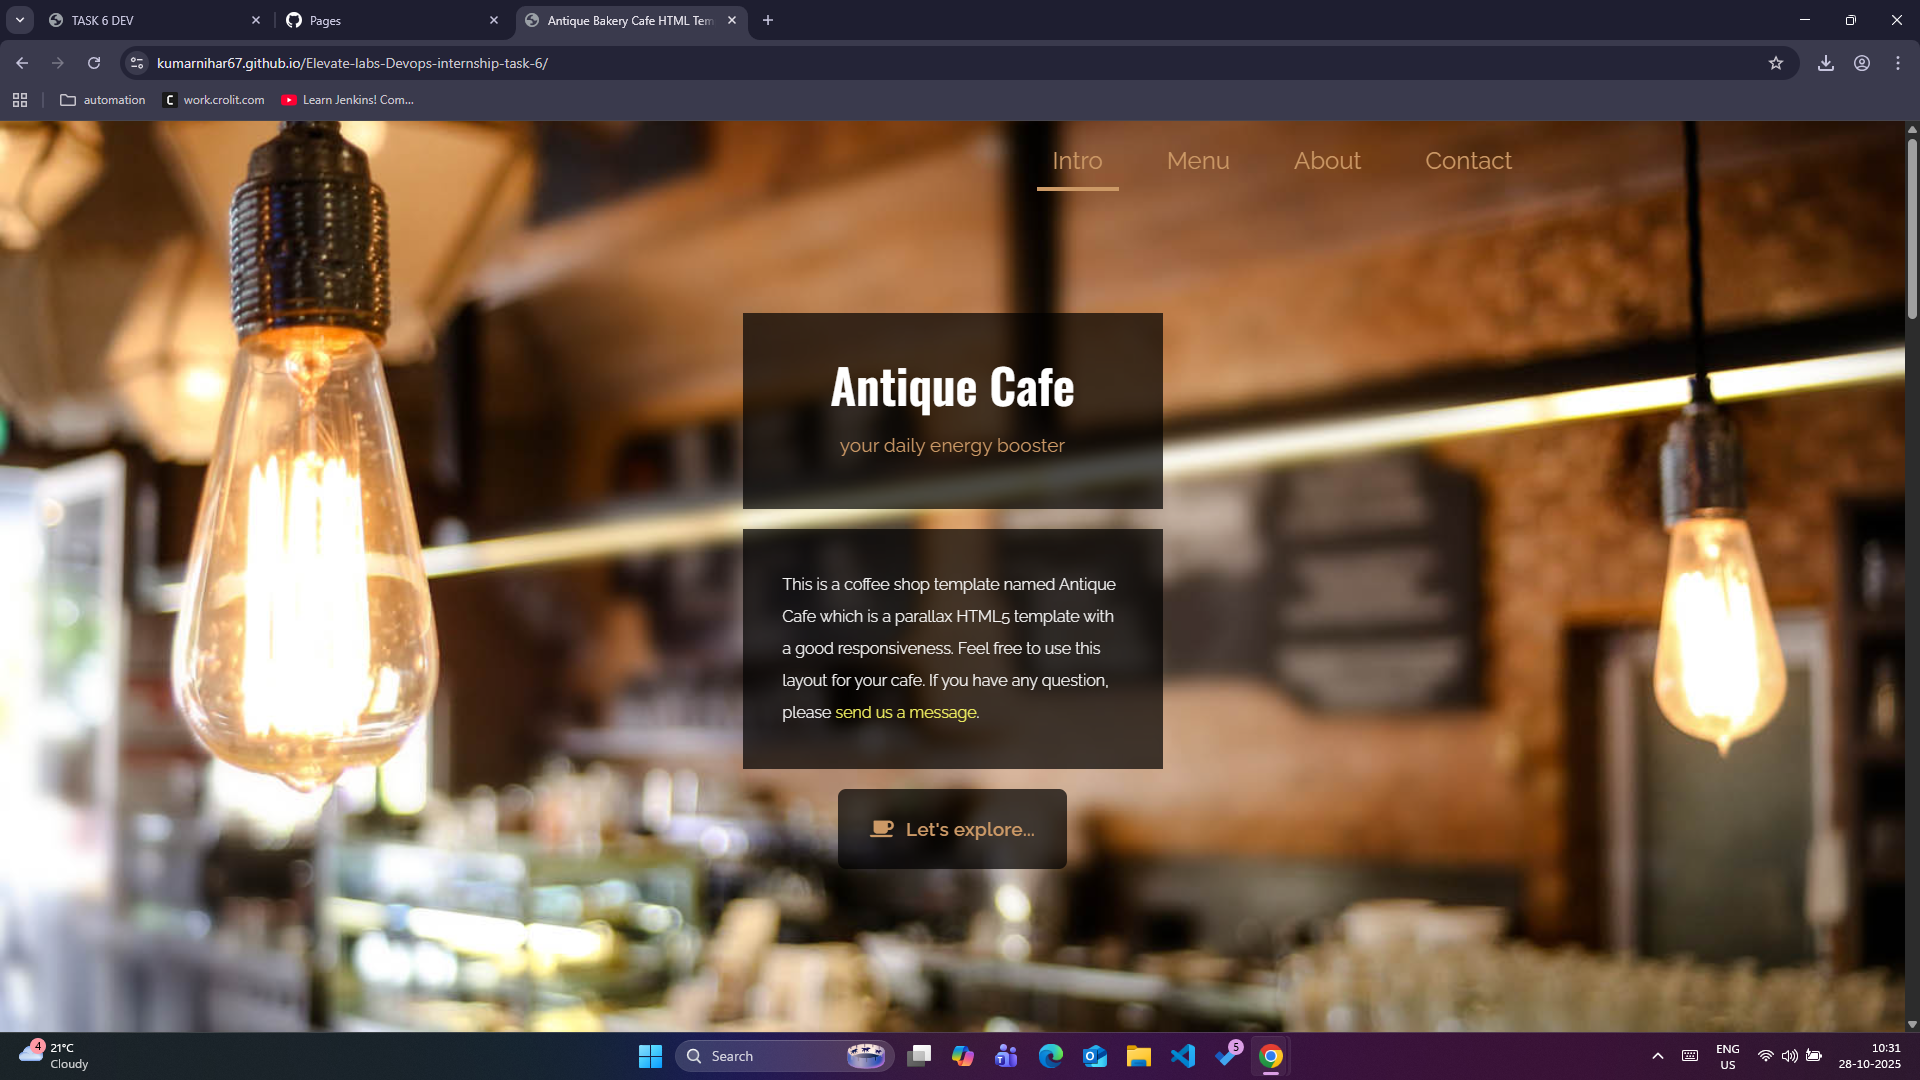 TASK 6 DEV
Pages
Antique Bakery Cafe HTML Tem
kumarnihar67.github.io/Elevate-labs-Devops-internship-task-6/
automation
work.crolit.com
Learn Jenkins! Com...
Intro
Menu
About
Contact
Antique Cafe
your daily energy booster
This is a coffee shop template named Antique
Cafe which is a parallax HTML5 template with
a good responsiveness. Feel free to use this
layout for your cafe. If you have any question,
please send us a message.
Let's explore...
4
21°C
Cloudy
Search
5
ENG
US
10:31
28-10-2025